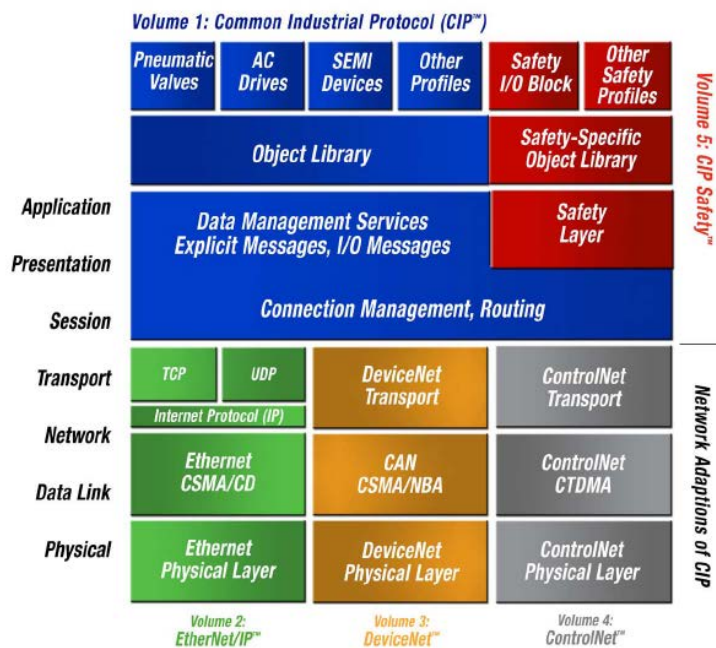 Volume 1: Common Industrial Protocol (CIP™)
Pneumatic
Valves
AC
Drives
SEMI
Devices
Other
Profiles
Safety
I/O Block
Other
Safety
Profiles
Object Library
Safety-Specific
Object Library
Volume 5: CIP Safety™
Application
Presentation
Session
Data Management Services
Explicit Messages, I/O Messages
Safety
Layer
Connection Management, Routing
Transport
Network
Data Link
Physical
TCP
UDP
Internet Protocol (IP)
DeviceNet
Transport
ControlNet
Transport
Ethernet
CSMA/CD
CAN
CSMA/NBA
ControlNet
CTDMA
Ethernet
Physical Layer
DeviceNet
Physical Layer
ControlNet
Physical Layer
Network Adaptions of CIP
Volume 2:
EtherNet/IP™
Volume 3:
DeviceNet™
Volume 4:
ControlNet™